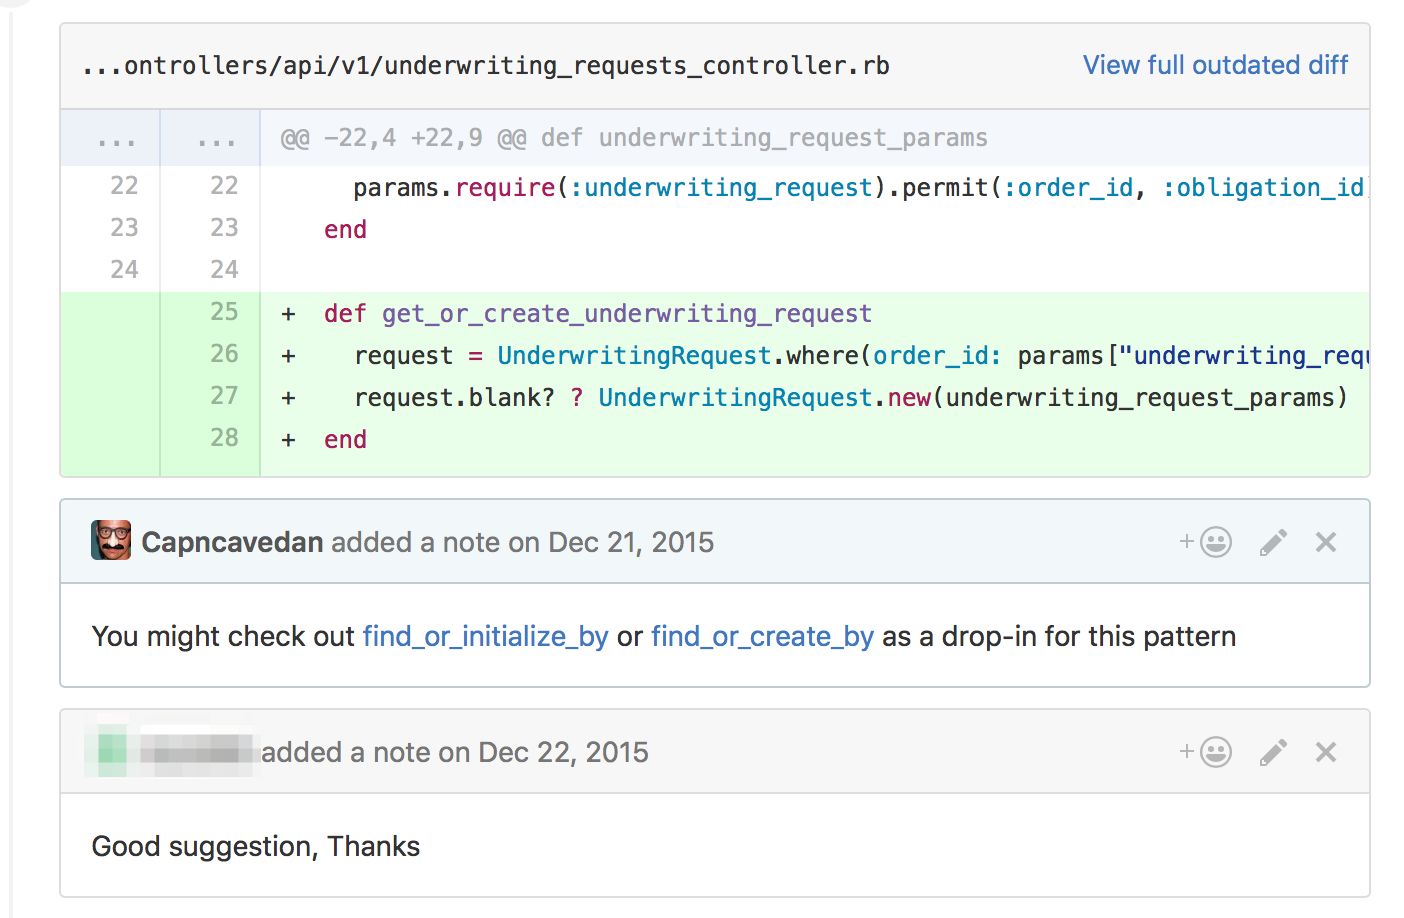 ...ontrollers/api/v1/underwriting_requests_controller.rb View full outdated diff
... ... @@ -22,4 +22,9 @@ def underwriting_request_params
22 22 params.require(:underwriting_request).permit(:order_id, :obligation_id
23 23 end
24 24
25 + def get_or_create_underwriting_request
26 + request = UnderwritingRequest.where(order_id: params["underwriting_requ
27 + request.blank? ? UnderwritingRequest.new(underwriting_request_params)
28 + end
Capncavedan added a note on Dec 21, 2015
You might check out find_or_initialize_by or find_or_create_by as a drop-in for this pattern
added a note on Dec 22, 2015
Good suggestion, Thanks